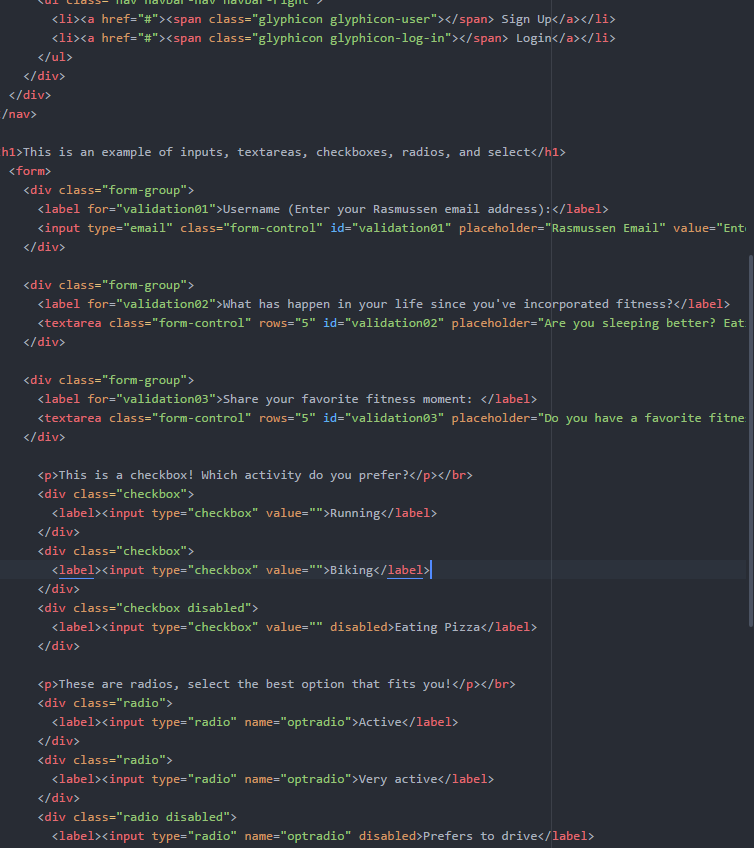 <ul class="nav navbar-nav navbar-right">
<li><a href="#"><span class="glyphicon glyphicon-user"></span> Sign Up</a></li>
<li><a href="#"><span class="glyphicon glyphicon-log-in"></span> Login</a></li>
</ul>
</div>
</div>
/nav>
h1>This is an example of inputs, textareas, checkboxes, radios, and select</h1>
<form>
<div class="form-group">
<label for="validation01">Username (Enter your Rasmussen email address):</label>
<input type="email" class="form-control" id="validation01" placeholder="Rasmussen Email" value="Ente
</div>
<div class="form-group">
<label for="validation02">What has happen in your life since you've incorporated fitness?</label>
<textarea class="form-control" rows="5" id="validation02" placeholder="Are you sleeping better? Eat
</div>
<div class="form-group">
<label for="validation03">Share your favorite fitness moment: </label>
<textarea class="form-control" rows="5" id="validation03" placeholder="Do you have a favorite fitne
</div>
<p>This is a checkbox! Which activity do you prefer?</p></br>
<div class="checkbox">
<label><input type="checkbox" value="">Running</label>
</div>
<div class="checkbox">
<label><input type="checkbox" value="">Biking</label>
</div>
<div class="checkbox disabled">
<label><input type="checkbox" value="" disabled>Eating Pizza</label>
</div>
<p>These are radios, select the best option that fits you!</p></br>
<div class="radio">
<label><input type="radio" name="optradio">Active</label>
</div>
<div class="radio">
<label><input type="radio" name="optradio">Very active</label>
</div>
<div class="radio disabled">
<label><input type="radio" name="optradio" disabled>Prefers to drive</label>